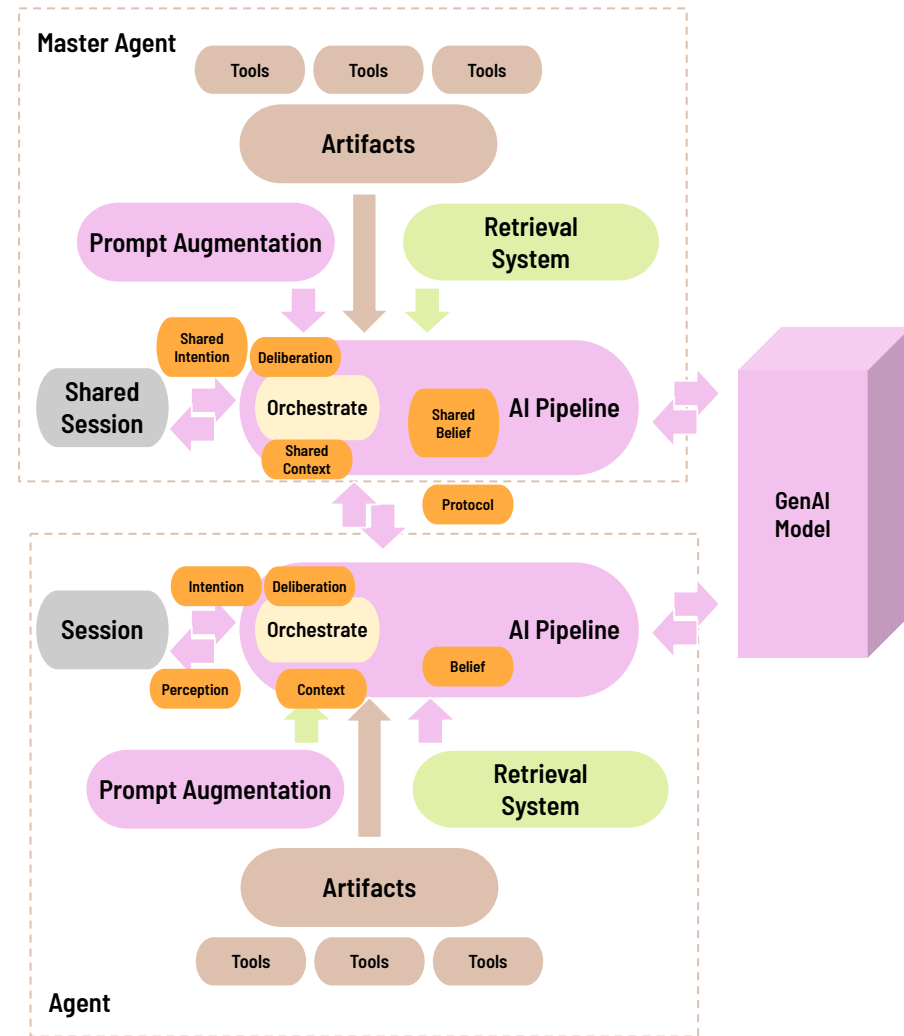 Master Agent
Tools
Tools
Tools
Artifacts
Prompt Augmentation
Retrieval
System
Shared
Intention
Deliberation
Shared
Session
Orchestrate
Shared
Belief
AI Pipeline
Shared
Context
Protocol
GenAI
Model
Intention
Deliberation
Session
Orchestrate
AI Pipeline
Belief
Perception
Context
Prompt Augmentation
Retrieval
System
Artifacts
Tools
Tools
Tools
Agent